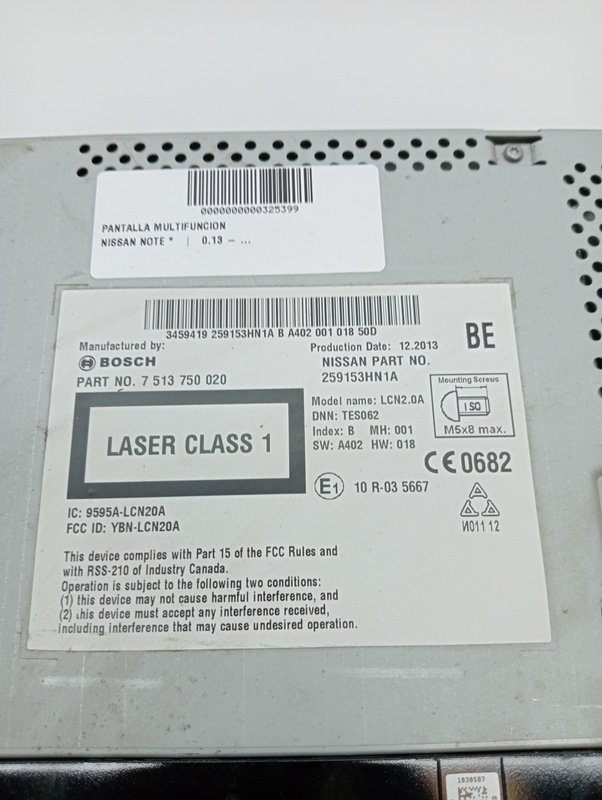 0000000000325399
PANTALLA MULTIFUNCION
NISSAN NOTE * | 0.13 - ...
3459419 259153HN1A B A402 001 018 50D
Manufactured by:
BOSCH
PART NO. 7 513 750 020
Production Date: 12.2013
NISSAN PART NO.
259153HN1A
BE
LASER CLASS 1
Model name: LCN2.0A
DNN: TES062
Index: B MH: 001
SW: A402 HW: 018
Mounting Screws
ISO
M5x8 max.
CE0682
E1 10 R-03 5667
И011 12
IC: 9595A-LCN20A
FCC ID: YBN-LCN20A
This device complies with Part 15 of the FCC Rules and
with RSS-210 of Industry Canada.
Operation is subject to the following two conditions:
(1) this device may not cause harmful interference, and
(2) this device must accept any interference received,
including interference that may cause undesired operation.
1838587